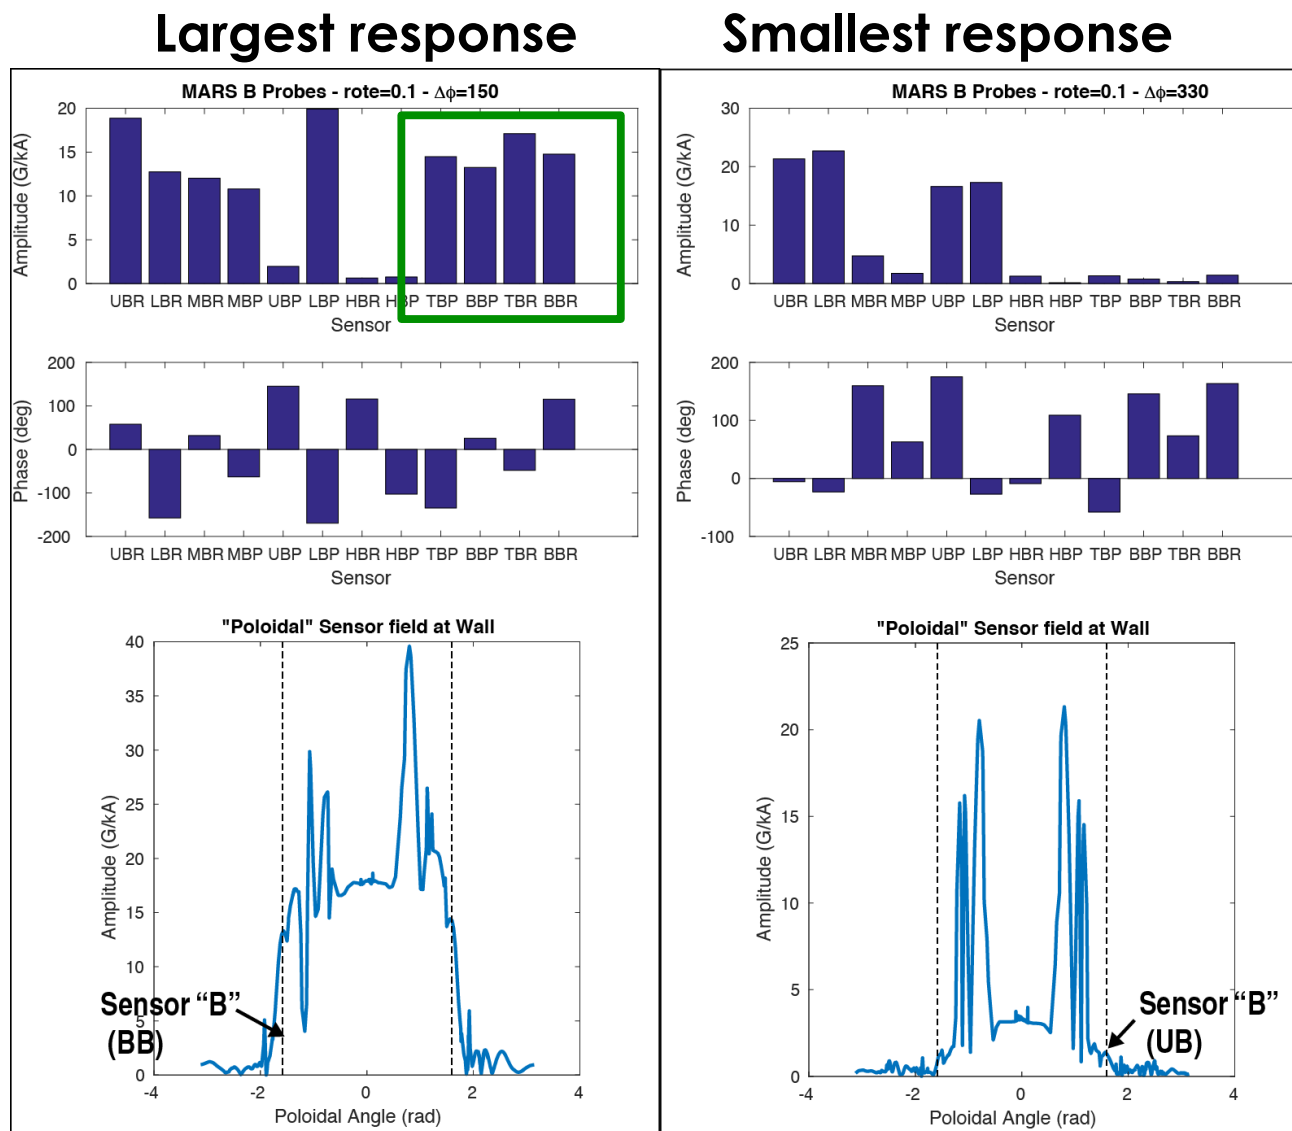 Largest response
Smallest response
MARS B Probes - rote=0.1 - Δϕ=150
20
15
10
5
0
Amplitude (G/kA)
UBR LBR MBR MBP UBP LBP HBR HBP TBP BBP TBR BBR
Sensor
200
100
0
-100
-200
Phase (deg)
UBR LBR MBR MBP UBP LBP HBR HBP TBP BBP TBR BBR
Sensor
"Poloidal" Sensor field at Wall
40
35
30
25
20
15
10
5
0
Amplitude (G/kA)
Sensor “B”
(BB)
-4 -2 0 2 4
Poloidal Angle (rad)
MARS B Probes - rote=0.1 - Δϕ=330
30
20
10
0
Amplitude (G/kA)
UBR LBR MBR MBP UBP LBP HBR HBP TBP BBP TBR BBR
Sensor
200
100
0
-100
Phase (deg)
UBR LBR MBR MBP UBP LBP HBR HBP TBP BBP TBR BBR
Sensor
"Poloidal" Sensor field at Wall
25
20
15
10
5
0
Amplitude (G/kA)
Sensor “B”
(UB)
-4 -2 0 2 4
Poloidal Angle (rad)